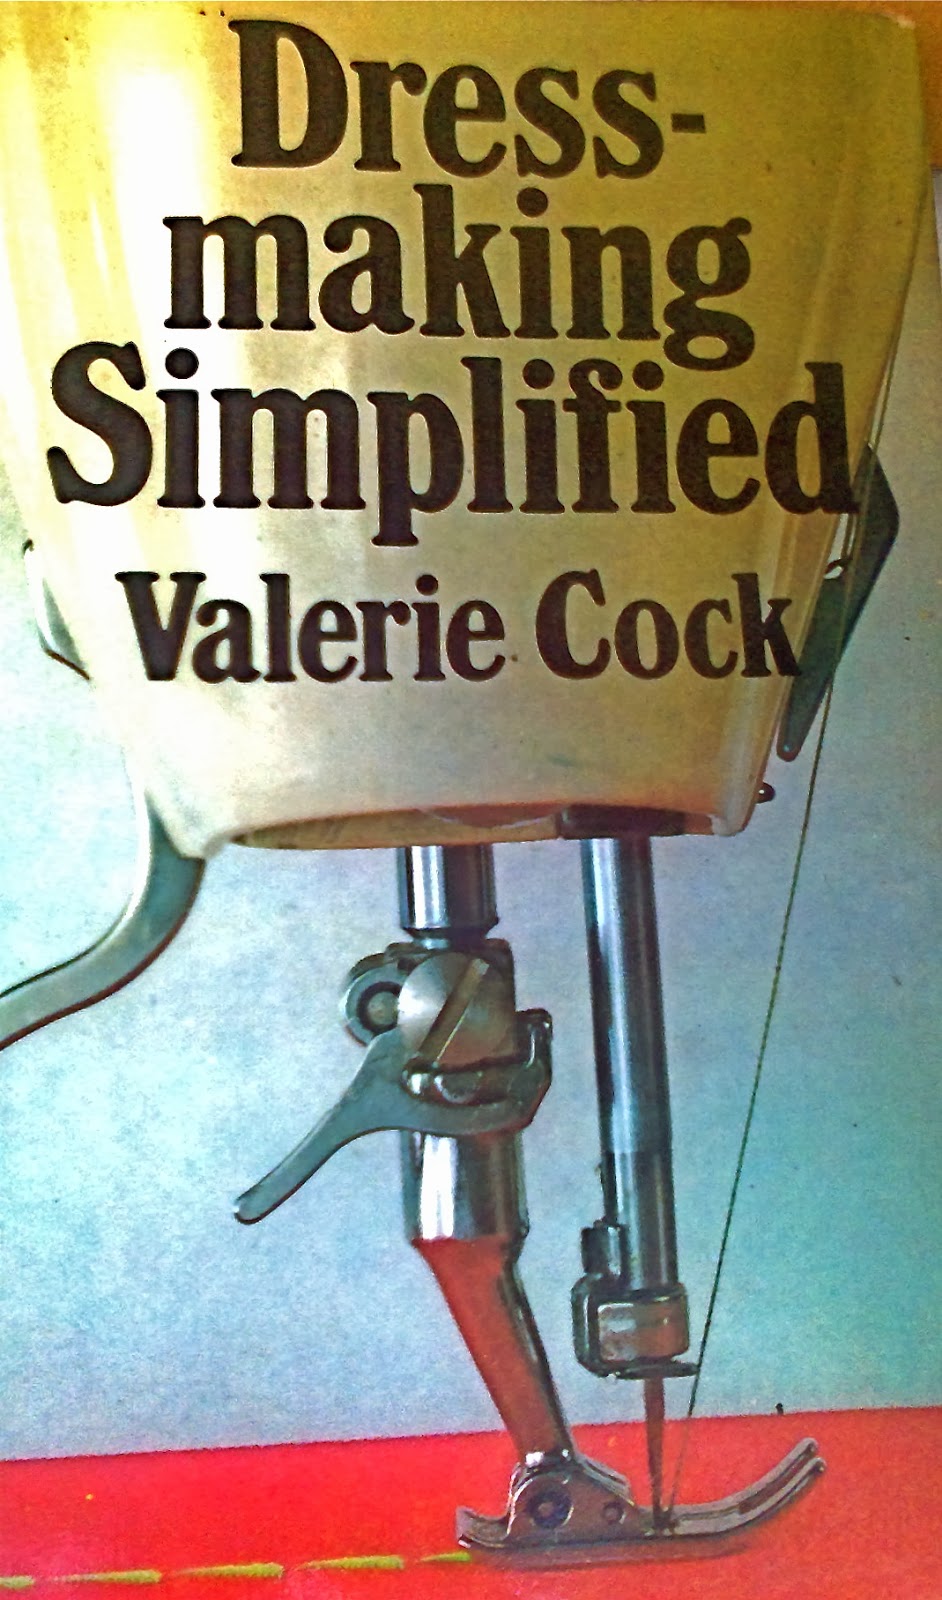 Dress-
making
Simplified
Valerie Cock